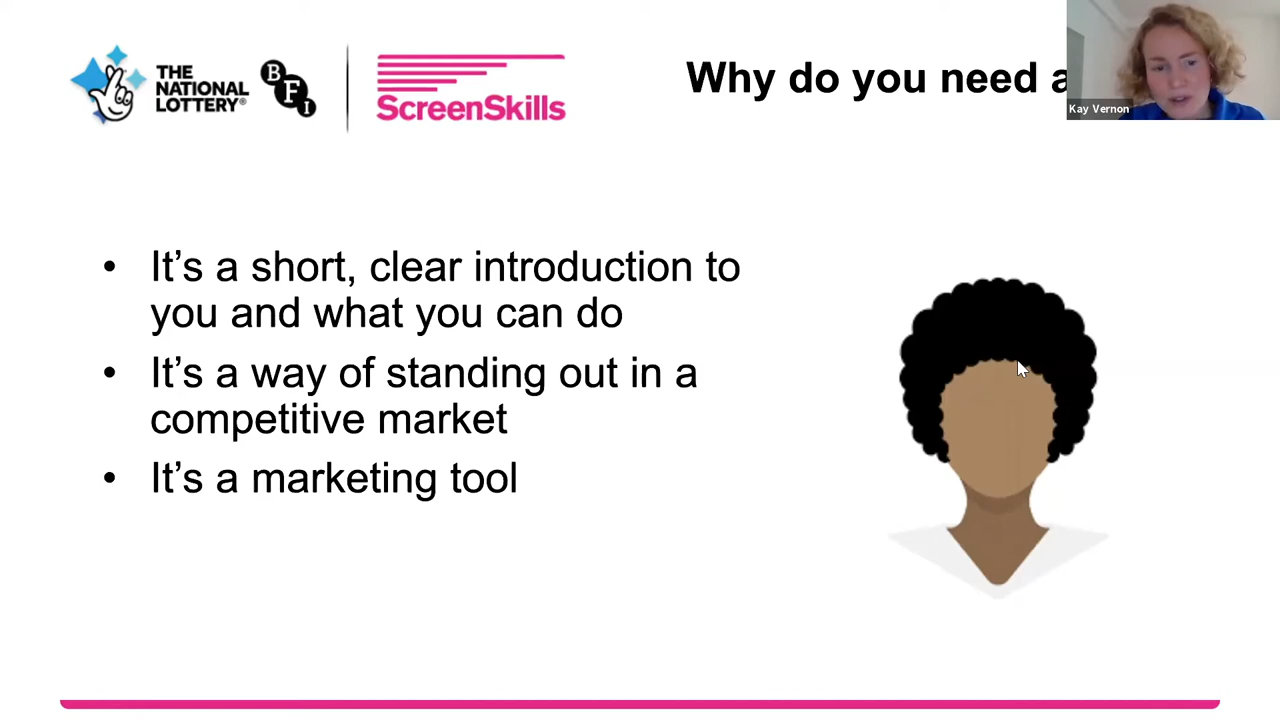 THE
NATIONAL
LOTTERY®
BFI
ScreenSkills
Why do you need a
Kay Vernon
• It’s a short, clear introduction to
you and what you can do
• It’s a way of standing out in a
competitive market
• It’s a marketing tool